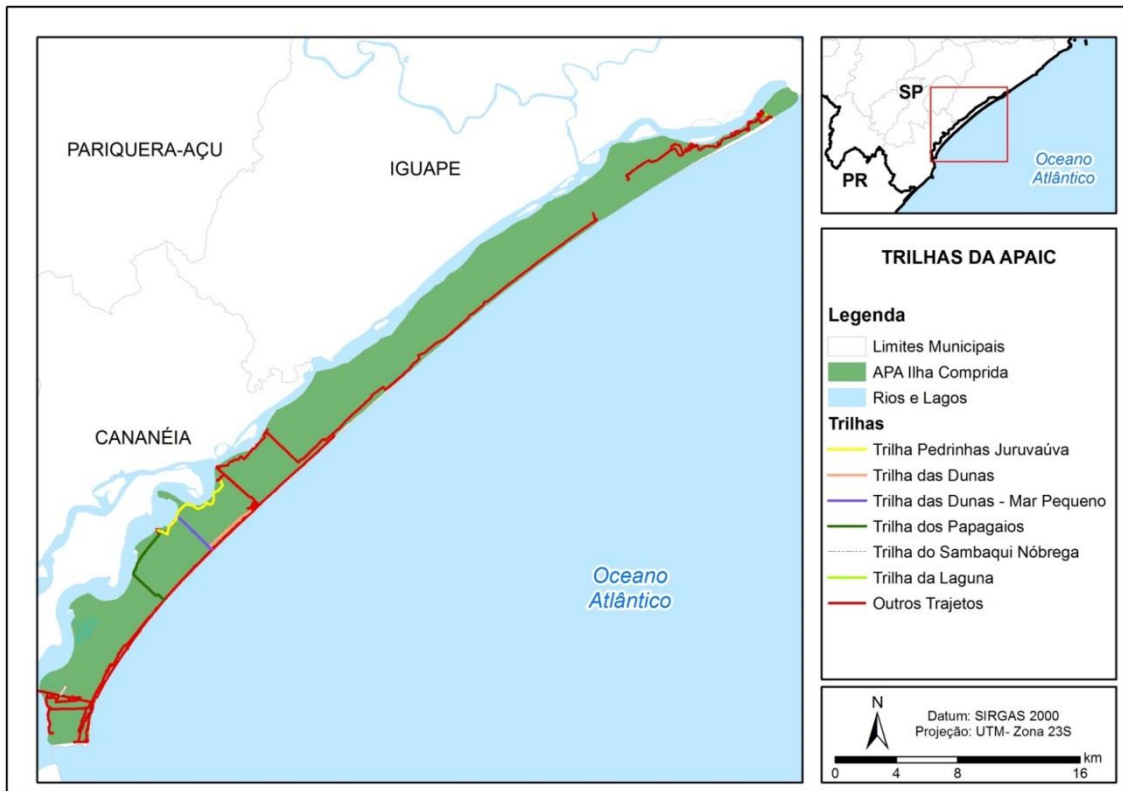 PARIQUERA-AÇU
IGUAPE
CANANÉIA
Oceano
Atlântico
SP
PR
Oceano
Atlântico
TRILHAS DA APAIC
Legenda
Limites Municipais
APA Ilha Comprida
Rios e Lagos
Trilhas
Trilha Pedrinhas Juruvaúva
Trilha das Dunas
Trilha das Dunas - Mar Pequeno
Trilha dos Papagaios
Trilha do Sambaqui Nóbrega
Trilha da Laguna
Outros Trajetos
N
Datum: SIRGAS 2000
Projeção: UTM- Zona 23S
km
0 4 8 16